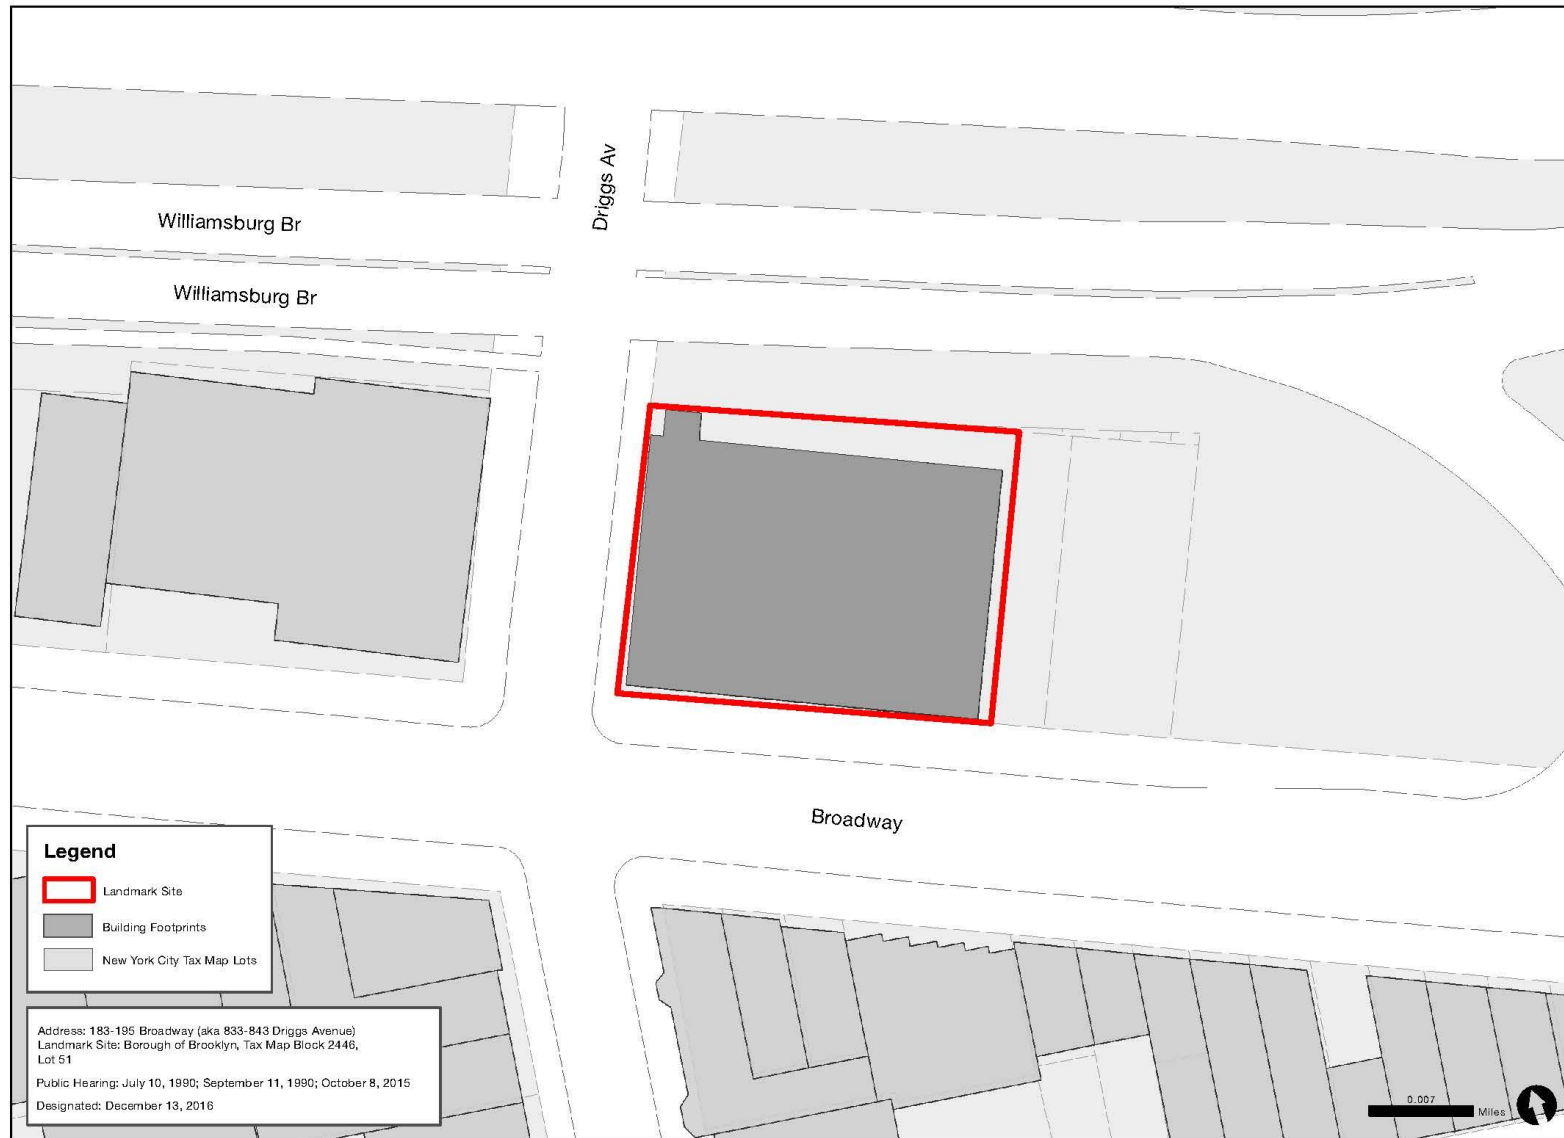 Driggs Av
Williamsburg Br
Williamsburg Br
Broadway
Legend
Landmark Site
Building Footprints
New York City Tax Map Lots
Address: 183-195 Broadway (aka 833-843 Driggs Avenue)
Landmark Site: Borough of Brooklyn, Tax Map Block 2446,
Lot 51
Public Hearing: July 10, 1990; September 11, 1990; October 8, 2015
Designated: December 13, 2016
0.007
Miles